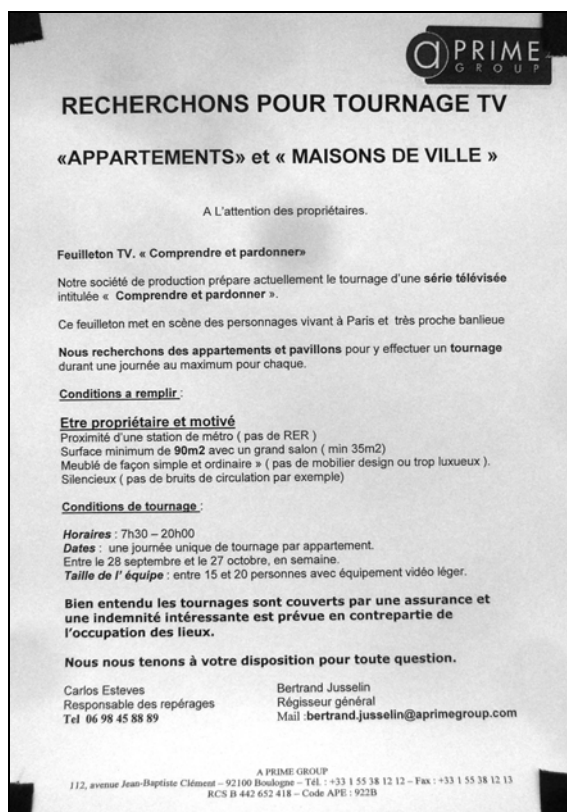 a PRIME
GROUP
RECHERCHONS POUR TOURNAGE TV
«APPARTEMENTS» et « MAISONS DE VILLE »
A L'attention des propriétaires.
Feuilleton TV. « Comprendre et pardonner»
Notre société de production prépare actuellement le tournage d'une série télévisée
intitulée « Comprendre et pardonner ».
Ce feuilleton met en scène des personnages vivant à Paris et très proche banlieue
Nous recherchons des appartements et pavillons pour y effectuer un tournage
durant une journée au maximum pour chaque.
Conditions a remplir :
Etre propriétaire et motivé
Proximité d'une station de métro ( pas de RER )
Surface minimum de 90m2 avec un grand salon ( min 35m2)
Meublé de façon simple et ordinaire » ( pas de mobilier design ou trop luxueux ).
Silencieux ( pas de bruits de circulation par exemple)
Conditions de tournage :
Horaires : 7h30 – 20h00
Dates : une journée unique de tournage par appartement.
Entre le 28 septembre et le 27 octobre, en semaine.
Taille de l' équipe : entre 15 et 20 personnes avec équipement vidéo léger.
Bien entendu les tournages sont couverts par une assurance et
une indemnité intéressante est prévue en contrepartie de
l'occupation des lieux.
Nous nous tenons à votre disposition pour toute question.
Carlos Esteves
Responsable des repérages
Tel 06 98 45 88 89
Bertrand Jusselin
Régisseur général
Mail :bertrand.jusselin@aprimegroup.com
A PRIME GROUP
112, avenue Jean-Baptiste Clément – 92100 Boulogne – Tél. : +33 1 55 38 12 12 – Fax : +33 1 55 38 12 13
RCS B 442 652 418 – Code APE : 922B